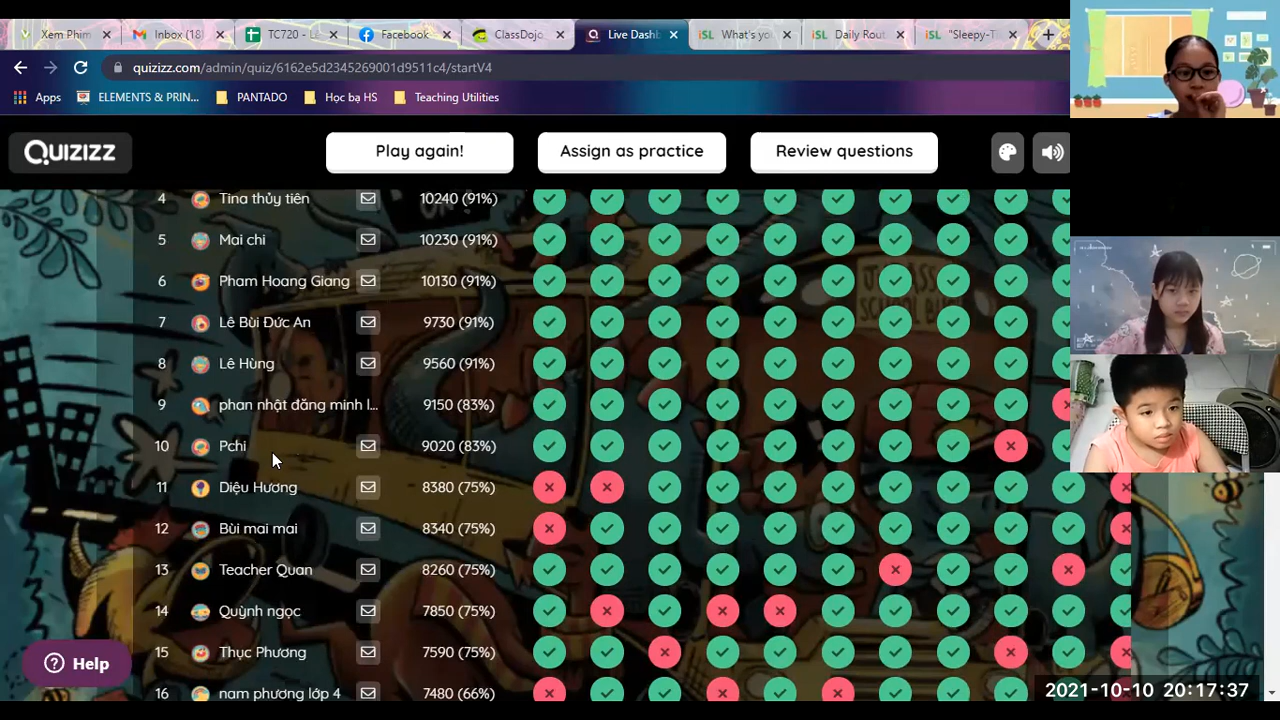 Xem Phim
Inbox (18)
TC720 - L
Facebook
ClassDojo
Live Dashb
What's yo
Daily Rout
"Sleepy-T
quizizz.com/admin/quiz/6162e5d2345269001d9511c4/startV4
Apps ELEMENTS & PRIN... PANTADO Học bạ HS Teaching Utilities
Quizizz Play again! Assign as practice Review questions
4 Tina thủy tiên 10240 (91%)
5 Mai chi 10230 (91%)
6 Pham Hoang Giang 10130 (91%)
7 Lê Bùi Đức An 9730 (91%)
8 Lê Hùng 9560 (91%)
9 phan nhật đăng minh l... 9150 (83%)
10 Pchi 9020 (83%)
11 Diệu Hương 8380 (75%)
12 Bùi mai mai 8340 (75%)
13 Teacher Quan 8260 (75%)
14 Quỳnh ngọc 7850 (75%)
15 Thục Phương 7590 (75%)
16 nam phương lớp 4 7480 (66%)
Help
2021-10-10 20:17:37